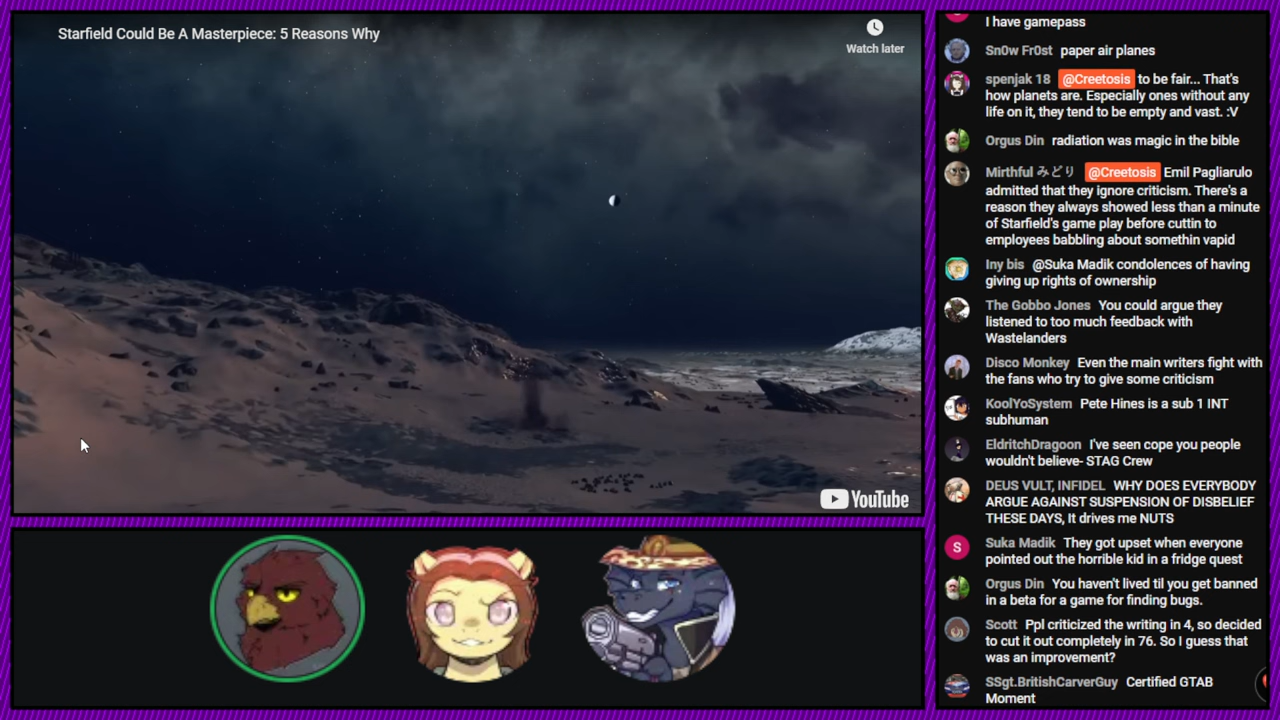 Starfield Could Be A Masterpiece: 5 Reasons Why
Watch later
YouTube
I have gamepass
Sn0w Fr0st paper air planes
spenjak 18 @Creetosis to be fair... That's
how planets are. Especially ones without any
life on it, they tend to be empty and vast. :V
Orgus Din radiation was magic in the bible
Mirthful みどり @Creetosis Emil Pagliarulo
admitted that they ignore criticism. There's a
reason they always showed less than a minute
of Starfield's game play before cuttin to
employees babbling about somethin vapid
Iny bis @Suka Madik condolences of having
giving up rights of ownership
The Gobbo Jones You could argue they
listened to too much feedback with
Wastelanders
Disco Monkey Even the main writers fight with
the fans who try to give some criticism
KoolYoSystem Pete Hines is a sub 1 INT
subhuman
EldritchDragoon I've seen cope you people
wouldn't believe- STAG Crew
DEUS VULT, INFIDEL WHY DOES EVERYBODY
ARGUE AGAINST SUSPENSION OF DISBELIEF
THESE DAYS, It drives me NUTS
S
Suka Madik They got upset when everyone
pointed out the horrible kid in a fridge quest
Orgus Din You haven't lived til you get banned
in a beta for a game for finding bugs.
Scott Ppl criticized the writing in 4, so decided
to cut it out completely in 76. So I guess that
was an improvement?
SSgt.BritishCarverGuy Certified GTAB
Moment